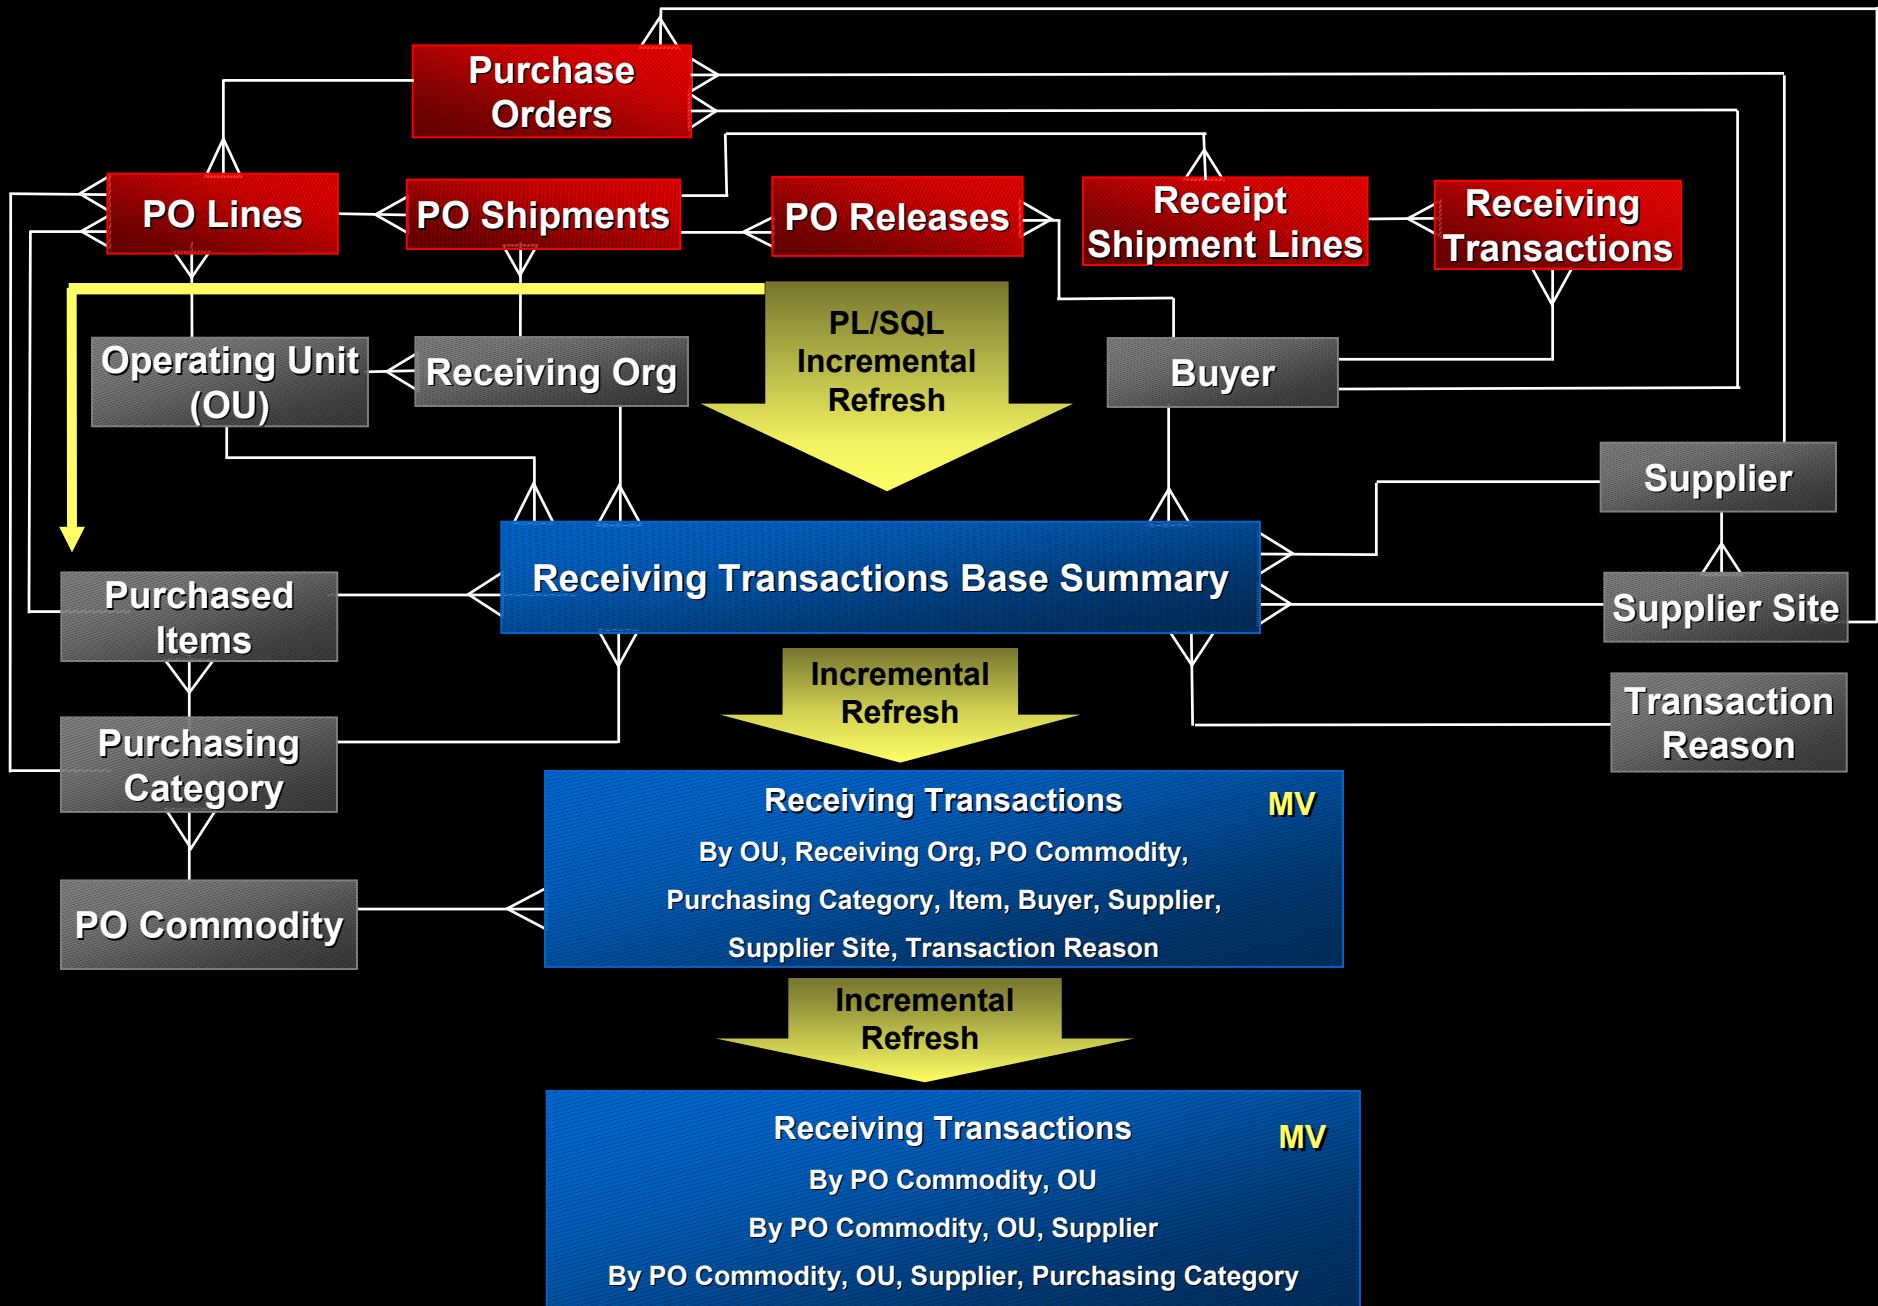 Purchase
Orders
PO Lines
PO Shipments
PO Releases
Receipt
Shipment Lines
Receiving
Transactions
PL/SQL
Incremental
Refresh
Operating Unit
(OU)
Receiving Org
Buyer
Supplier
Receiving Transactions Base Summary
Purchased
Items
Supplier Site
Incremental
Refresh
Transaction
Reason
Purchasing
Category
Receiving Transactions
MV
By OU, Receiving Org, PO Commodity,
Purchasing Category, Item, Buyer, Supplier,
Supplier Site, Transaction Reason
PO Commodity
Incremental
Refresh
Receiving Transactions
MV
By PO Commodity, OU
By PO Commodity, OU, Supplier
By PO Commodity, OU, Supplier, Purchasing Category